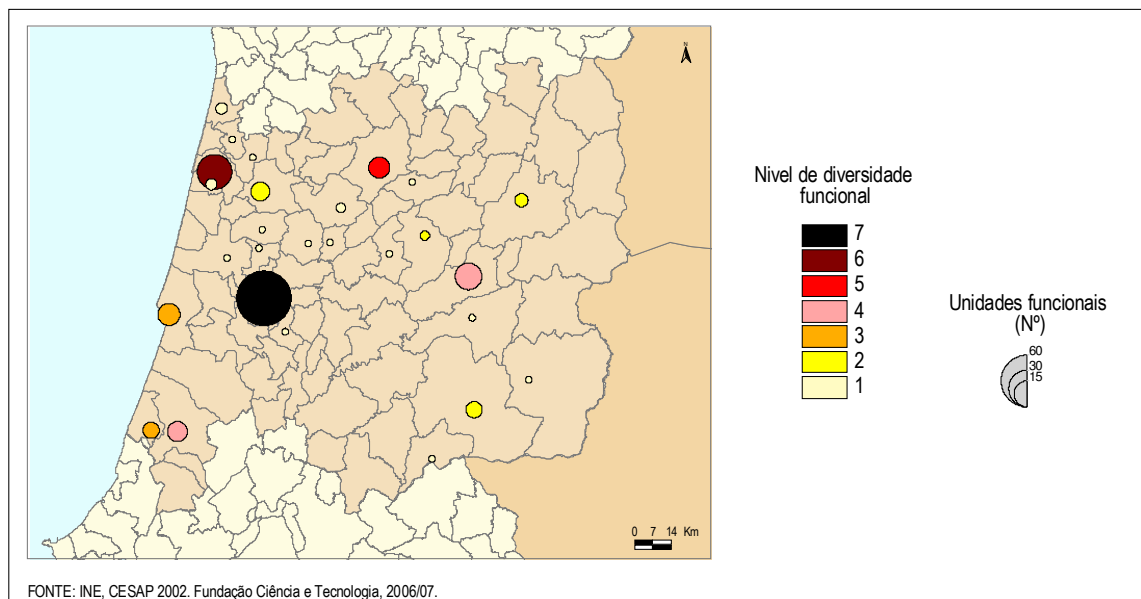 N
Nivel de diversidade
funcional
7
6
5
4
3
2
1
Unidades funcionais
(Nº)
60
30
15
0 7 14 Km
FONTE: INE, CESAP 2002. Fundação Ciência e Tecnologia, 2006/07.